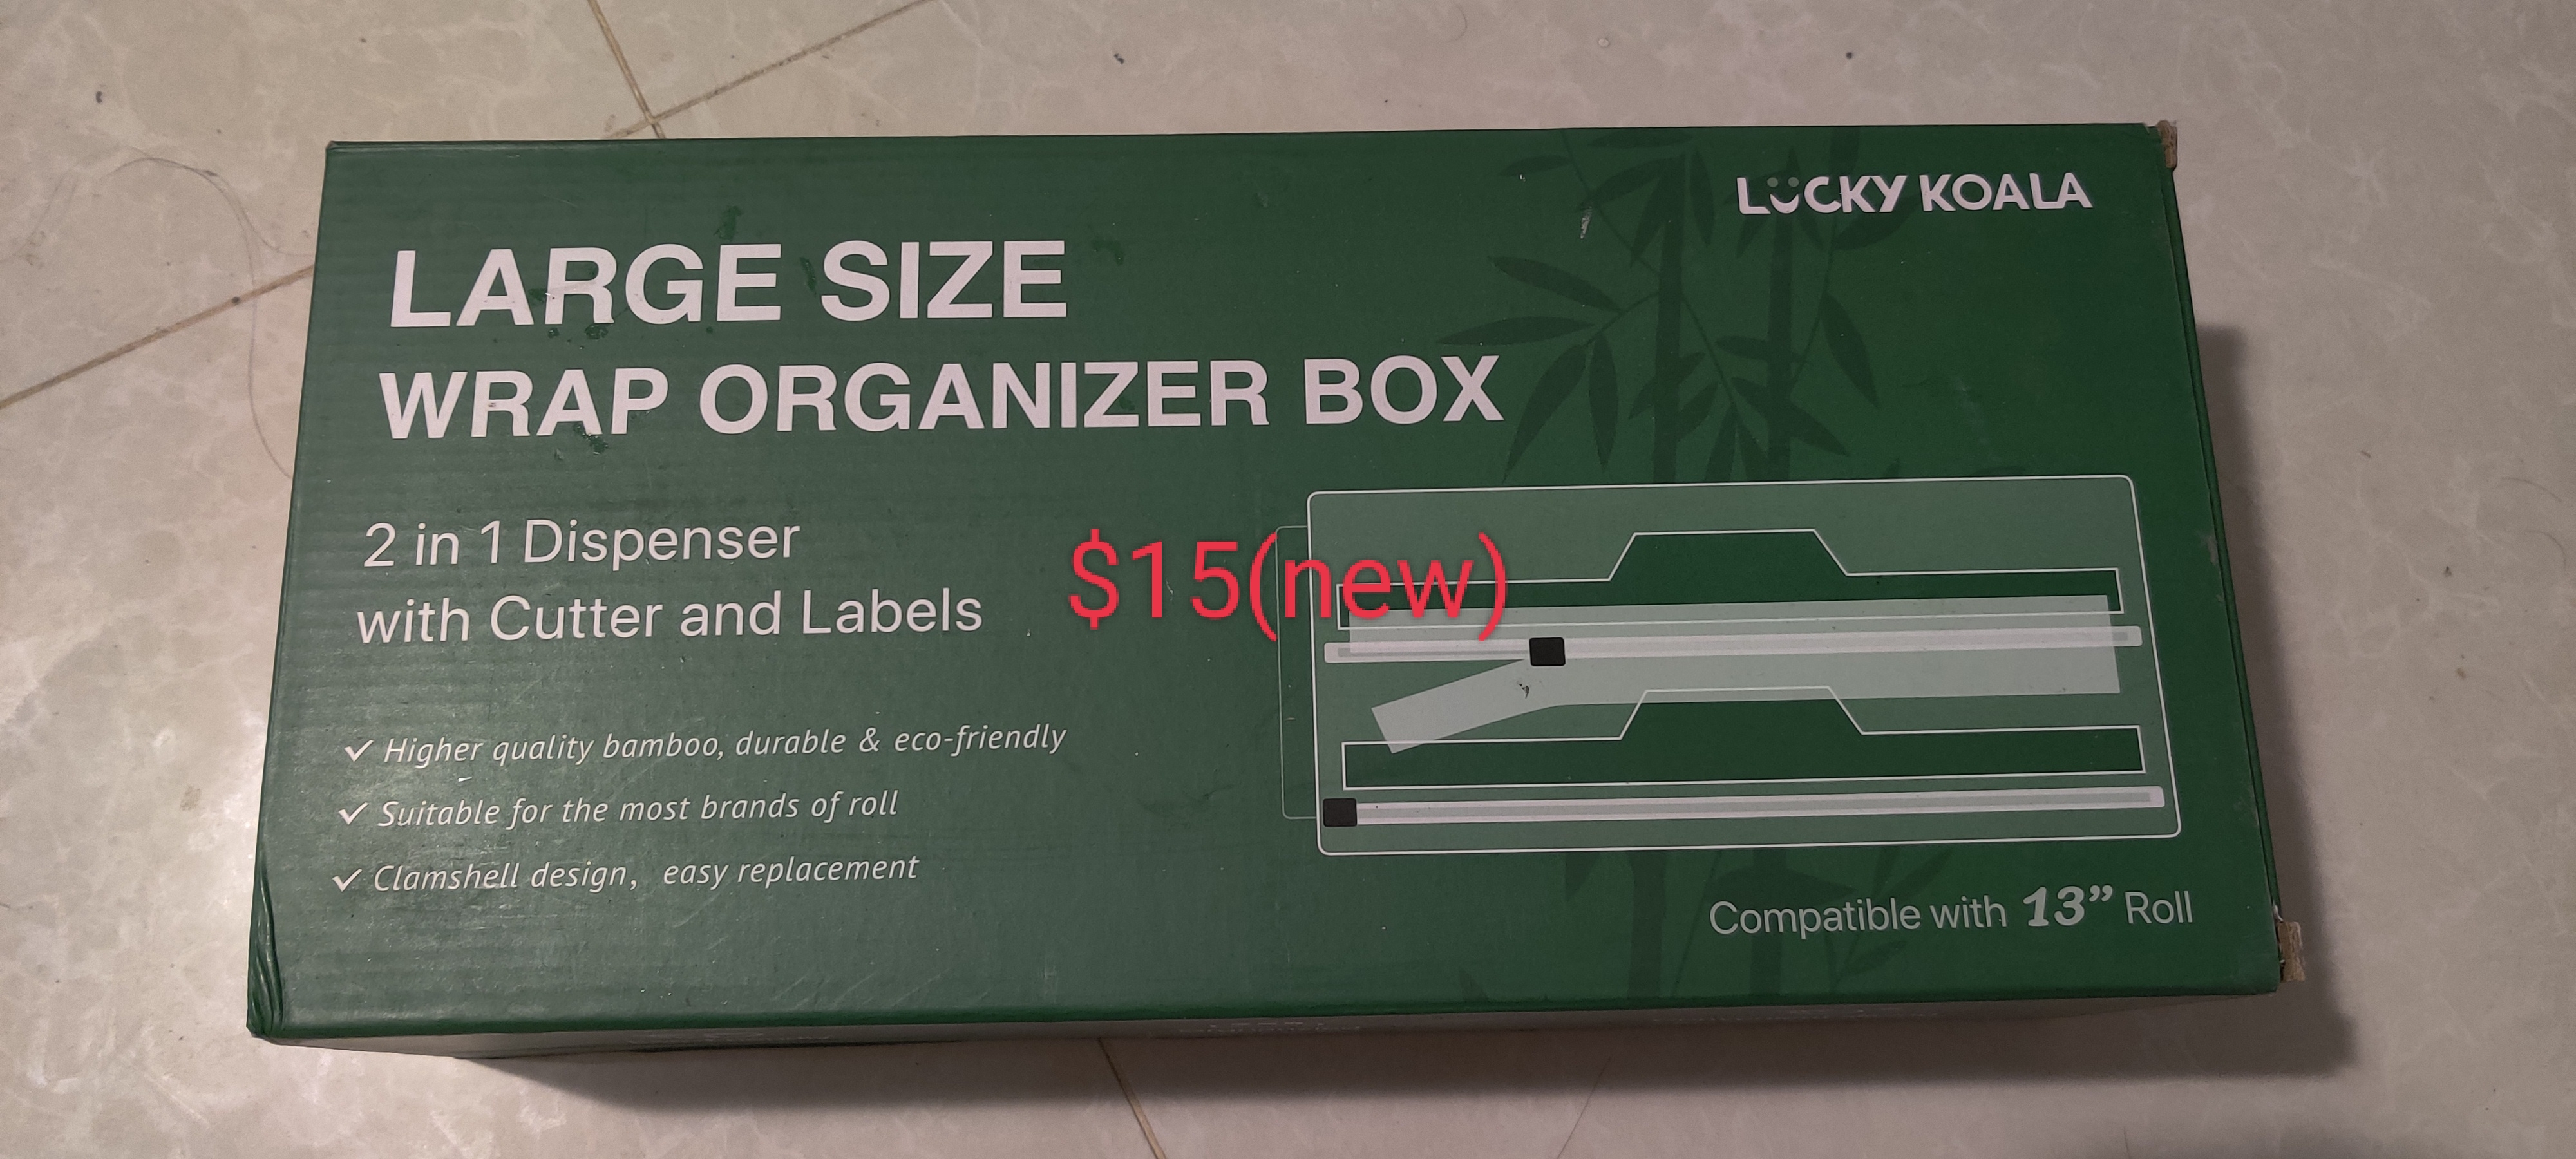 LUCKY KOALA
LARGE SIZE
WRAP ORGANIZER BOX
2 in 1 Dispenser
with Cutter and Labels
$15(new)
✓ Higher quality bamboo, durable & eco-friendly
✓ Suitable for the most brands of roll
✓ Clamshell design, easy replacement
Compatible with 13” Roll